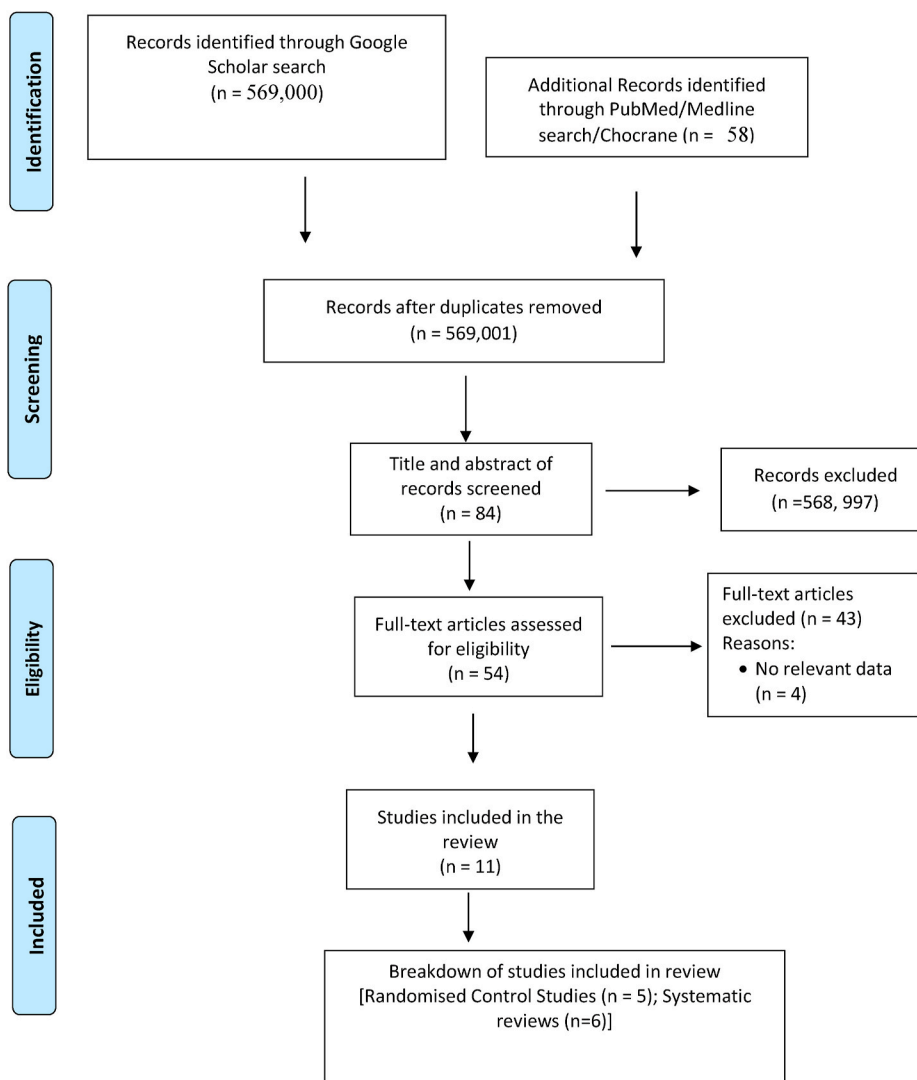 Identification
Records identified through Google
Scholar search
(n = 569,000)
Additional Records identified
through PubMed/Medline
search/Chocrane (n = 58)
Screening
Records after duplicates removed
(n = 569,001)
Title and abstract of
records screened
(n = 84)
Records excluded
(n =568, 997)
Eligibility
Full-text articles assessed
for eligibility
(n = 54)
Full-text articles
excluded (n = 43)
Reasons:
• No relevant data
(n = 4)
Included
Studies included in the
review
(n = 11)
Breakdown of studies included in review
[Randomised Control Studies (n = 5); Systematic
reviews (n=6)]